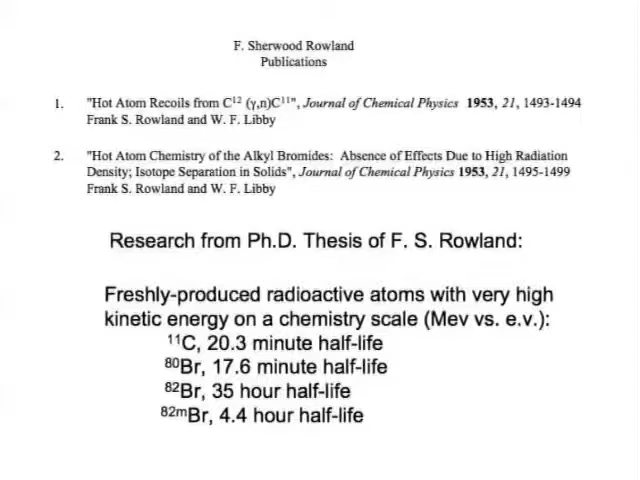 F. Sherwood Rowland
Publications
1. "Hot Atom Recoils from C¹² (γ,n)C¹¹", Journal of Chemical Physics 1953, 21, 1493-1494
Frank S. Rowland and W. F. Libby
2. "Hot Atom Chemistry of the Alkyl Bromides: Absence of Effects Due to High Radiation
Density; Isotope Separation in Solids", Journal of Chemical Physics 1953, 21, 1495-1499
Frank S. Rowland and W. F. Libby
Research from Ph.D. Thesis of F. S. Rowland:
Freshly-produced radioactive atoms with very high
kinetic energy on a chemistry scale (Mev vs. e.v.):
¹¹C, 20.3 minute half-life
⁸⁰Br, 17.6 minute half-life
⁸²Br, 35 hour half-life
⁸²ᵐBr, 4.4 hour half-life